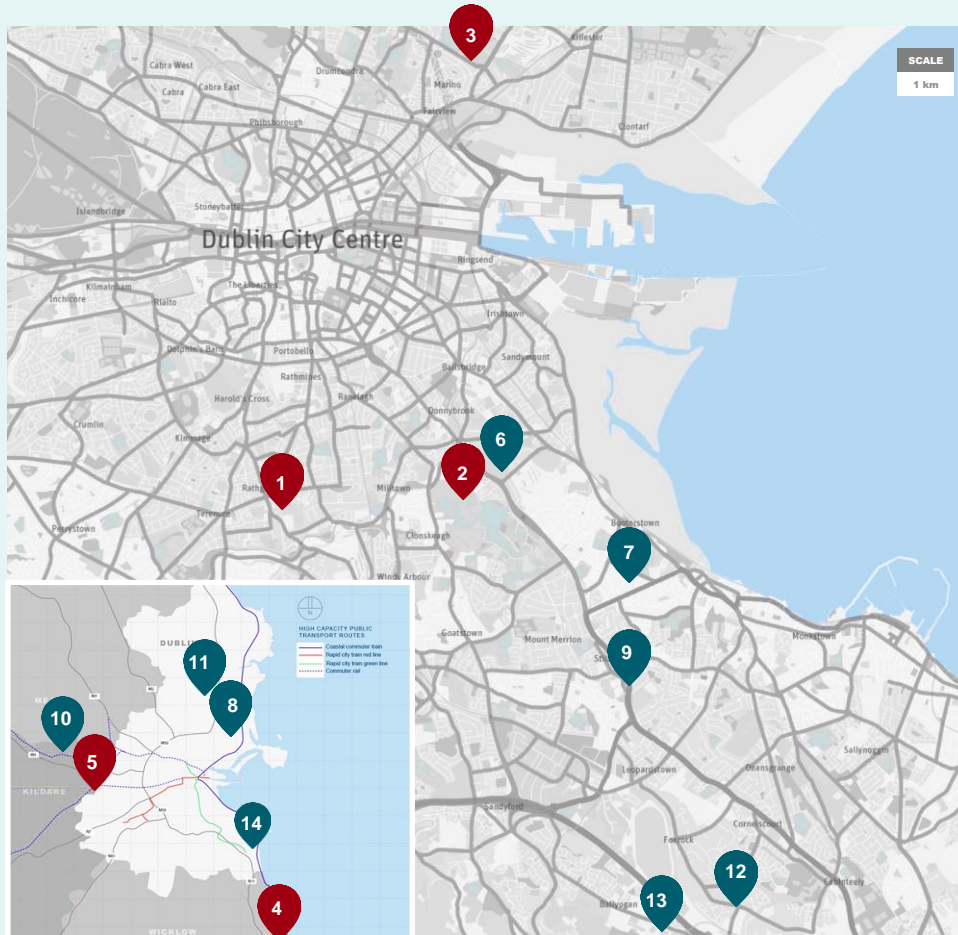 3
Killester
SCALE
1 km
Cabra West
Drumcondra
Cabra
Cabra East
Marino
Fairview
Phibsborough
Clontarf
Islandbridge
Stoneybatter
Dublin City Centre
Ringsend
Kilmainham
The Liberties
Inchicore
Rialto
Irishtown
Dolphin's Barn
Portobello
Sandymount
Ballsbridge
Rathmines
Harold's Cross
Ranelagh
Donnybrook
Crumlin
Kimmage
6
2
1
Milltown
Terenure
Perrystown
Clonskeagh
Booterstown
7
Windy Arbour
Goatstown
Mount Merrion
Monkstown
9
Sallynoggin
Leopardstown
Deansgrange
Sandyford
Cornelscourt
Foxrock
12
Cabinteely
Ballyogan
13
HIGH CAPACITY PUBLIC
TRANSPORT ROUTES
Coastal commuter train
Rapid city train red line
Rapid city train green line
Commuter rail
11
8
10
5
KILDARE
14
4
WICKLOW